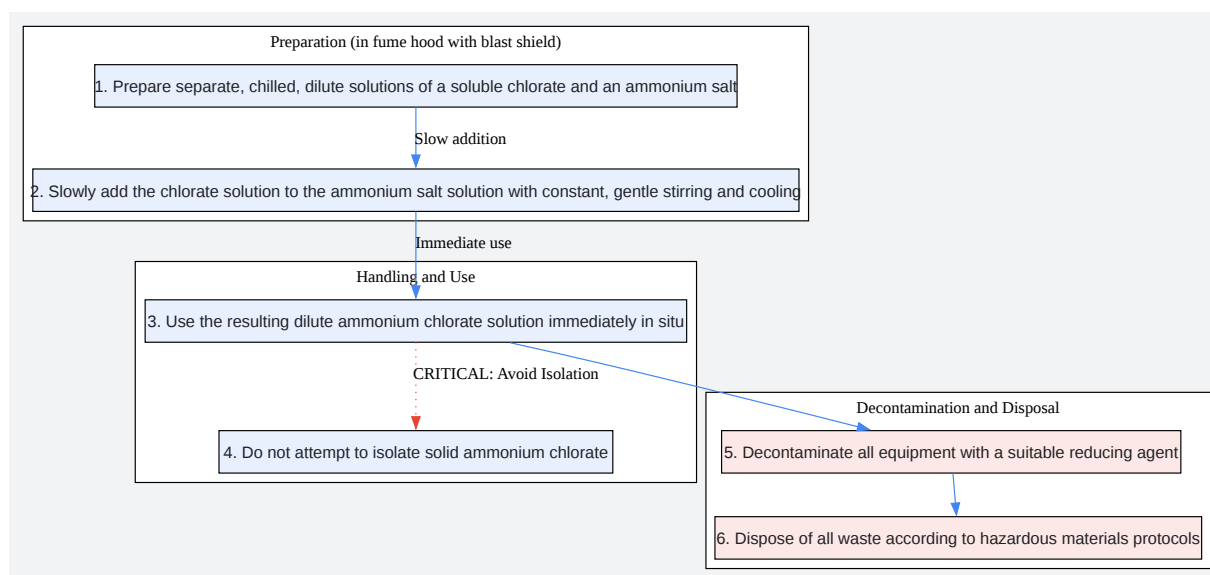 Preparation (in fume hood with blast shield)
1. Prepare separate, chilled, dilute solutions of a soluble chlorate and an ammonium salt
Slow addition
2. Slowly add the chlorate solution to the ammonium salt solution with constant, gentle stirring and cooling
Immediate use
Handling and Use
3. Use the resulting dilute ammonium chlorate solution immediately in situ
CRITICAL: Avoid Isolation
4. Do not attempt to isolate solid ammonium chlorate
Decontamination and Disposal
5. Decontaminate all equipment with a suitable reducing agent
6. Dispose of all waste according to hazardous materials protocols